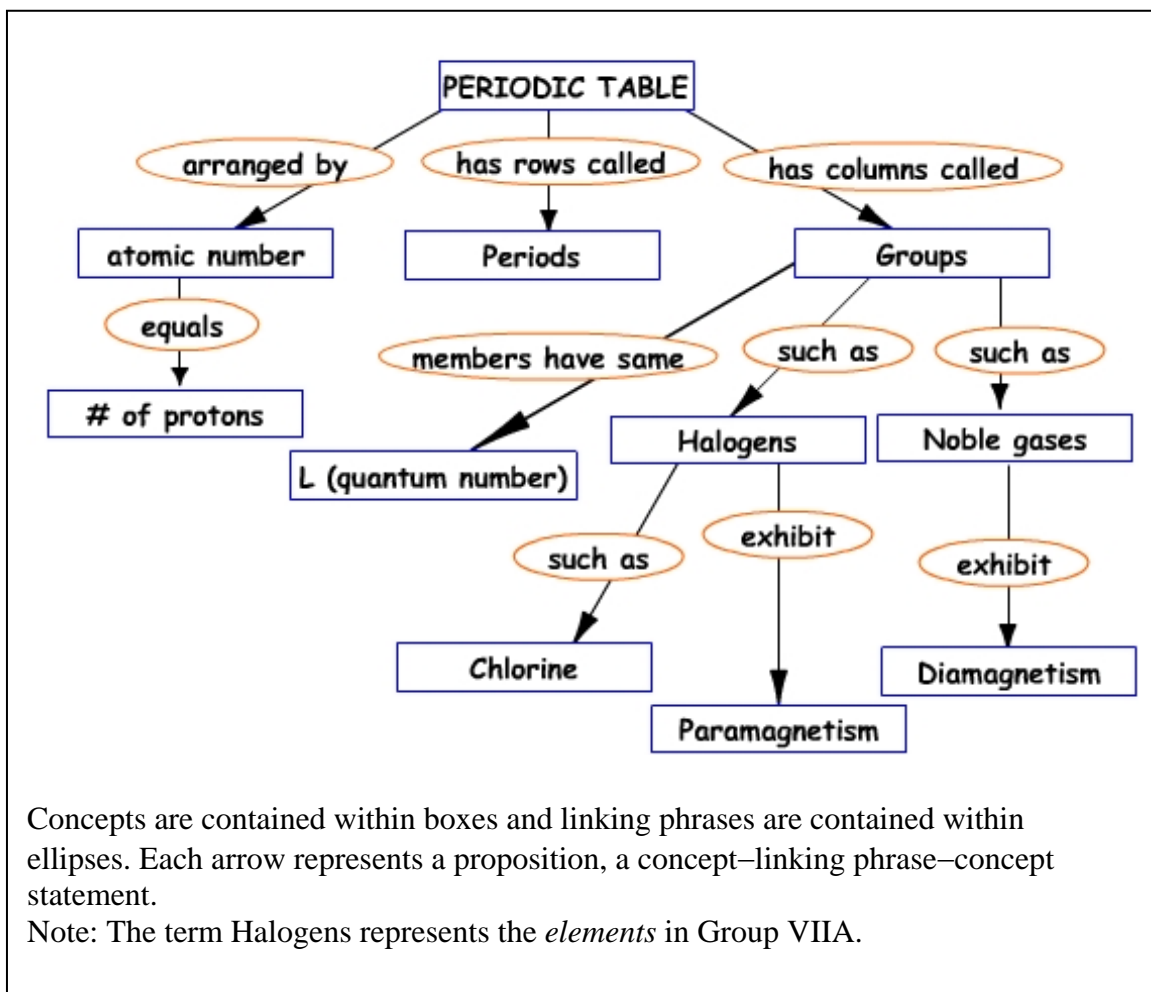 PERIODIC TABLE
arranged by
has rows called
has columns called
atomic number
Periods
Groups
equals
members have same
such as
such as
# of protons
Halogens
Noble gases
L (quantum number)
such as
exhibit
exhibit
Chlorine
Diamagnetism
Paramagnetism
Concepts are contained within boxes and linking phrases are contained within
ellipses. Each arrow represents a proposition, a concept–linking phrase–concept
statement.
Note: The term Halogens represents the elements in Group VIIA.